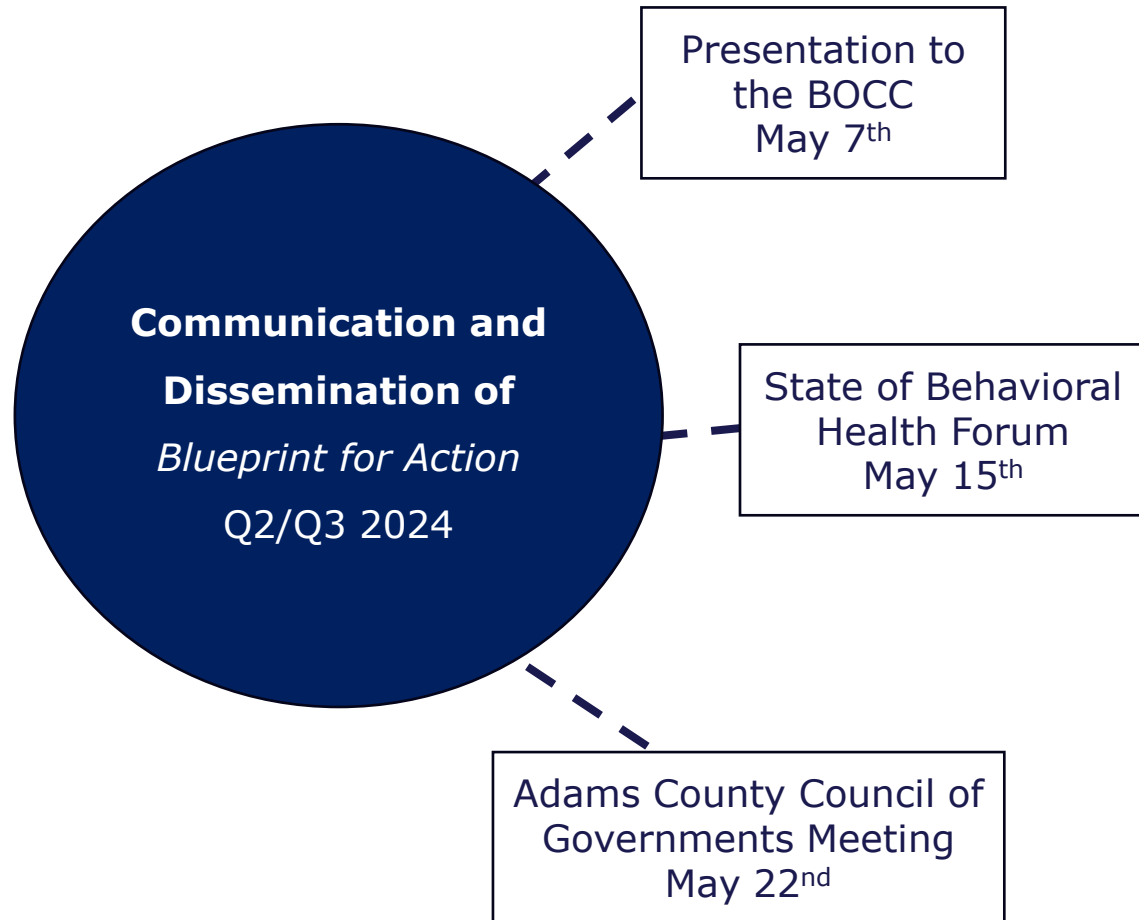 Presentation to
the BOCC
May 7th
Communication and
Dissemination of
Blueprint for Action
Q2/Q3 2024
State of Behavioral
Health Forum
May 15th
Adams County Council of
Governments Meeting
May 22nd